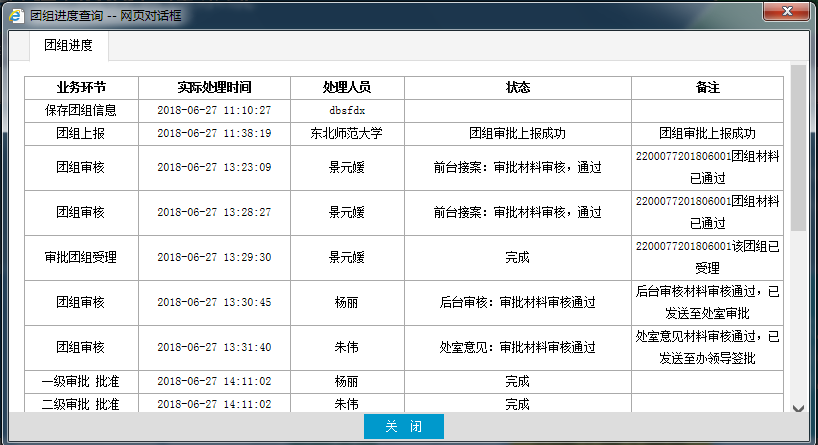 团组进度查询 -- 网页对话框
团组进度
业务环节 实际处理时间 处理人员 状态 备注
保存团组信息 2018-06-27 11:10:27 dbsfdx
团组上报 2018-06-27 11:38:19 东北师范大学 团组审批上报成功 团组审批上报成功
团组审核 2018-06-27 13:23:09 景元媛 前台接案：审批材料审核，通过 2200077201806001团组材料
已通过
团组审核 2018-06-27 13:28:27 景元媛 前台接案：审批材料审核，通过 2200077201806001团组材料
已通过
审批团组受理 2018-06-27 13:29:30 景元媛 完成 2200077201806001该团组已
受理
团组审核 2018-06-27 13:30:45 杨丽 后台审核：审批材料审核通过 后台审核材料审核通过，已
发送至处室审批
团组审核 2018-06-27 13:31:40 朱伟 处室意见：审批材料审核通过 处室意见材料审核通过，已
发送至办领导签批
一级审批 批准 2018-06-27 14:11:02 杨丽 完成
二级审批 批准 2018-06-27 14:11:02 朱伟 完成
关 闭